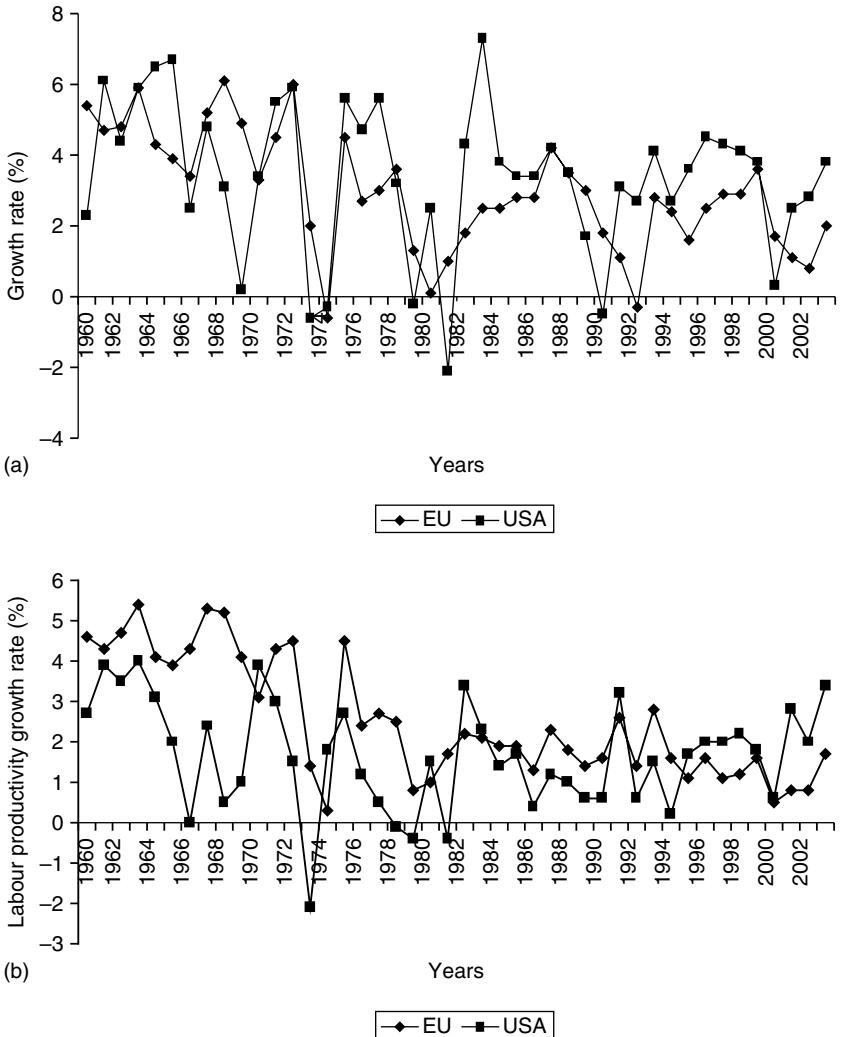 8
6
4
2
0
−2
−4
Growth rate (%)
1960 1962 1964 1966 1968 1970 1972 1974 1976 1978 1980 1982 1984 1986 1988 1990 1992 1994 1996 1998 2000 2002
(a)
Years
EU USA
6
5
4
3
2
1
0
−1
−2
−3
Labour productivity growth rate (%)
1960 1962 1964 1966 1968 1970 1972 1974 1976 1978 1980 1982 1984 1986 1988 1990 1992 1994 1996 1998 2000 2002
(b)
Years
EU USA